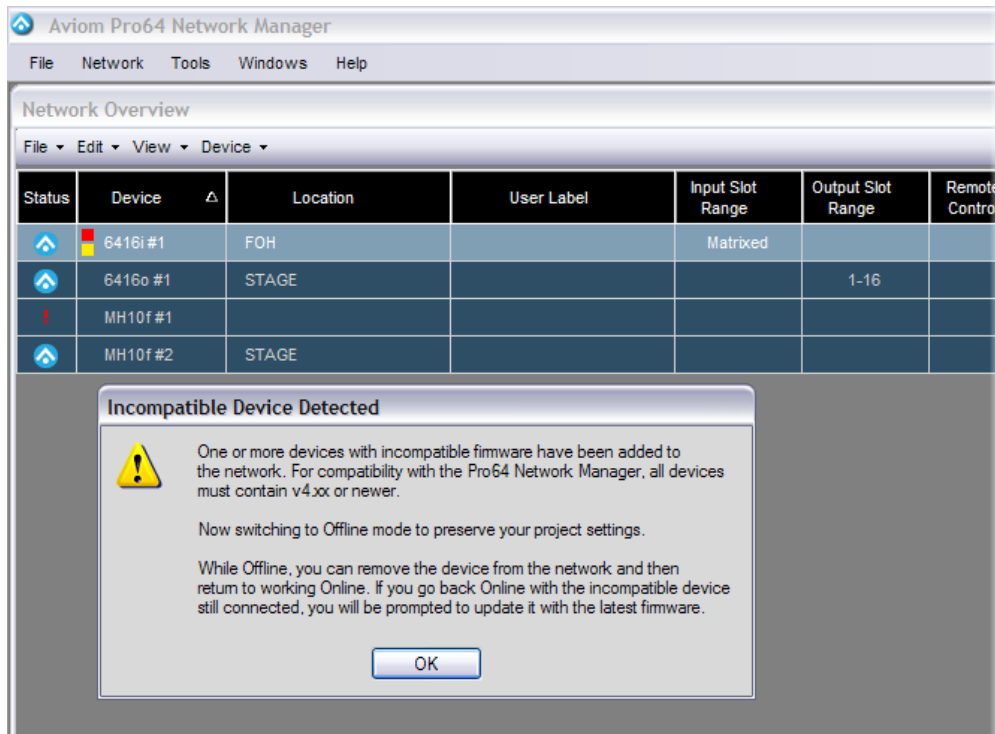 Aviom Pro64 Network Manager
File Network Tools Windows Help
Network Overview
File Edit View Device
Status Device Location User Label Input Slot Range Output Slot Range Remote Contro
6416i #1 FOH Matrixed
6416o #1 STAGE 1-16
! MH10f #1
MH10f #2 STAGE
Incompatible Device Detected
One or more devices with incompatible firmware have been added to
the network. For compatibility with the Pro64 Network Manager, all devices
must contain v4.xx or newer.
Now switching to Offline mode to preserve your project settings.
While Offline, you can remove the device from the network and then
return to working Online. If you go back Online with the incompatible device
still connected, you will be prompted to update it with the latest firmware.
OK